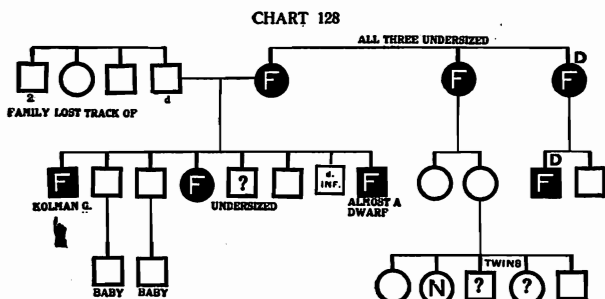 CHART 128
ALL THREE UNDERSIZED
D
F F F
2 d
FAMILY LOST TRACK OF
D
F F ? d. INF. F F
KOLMAN G. UNDERSIZED ALMOST A DWARF
TWINS
N ? ?
BABY BABY